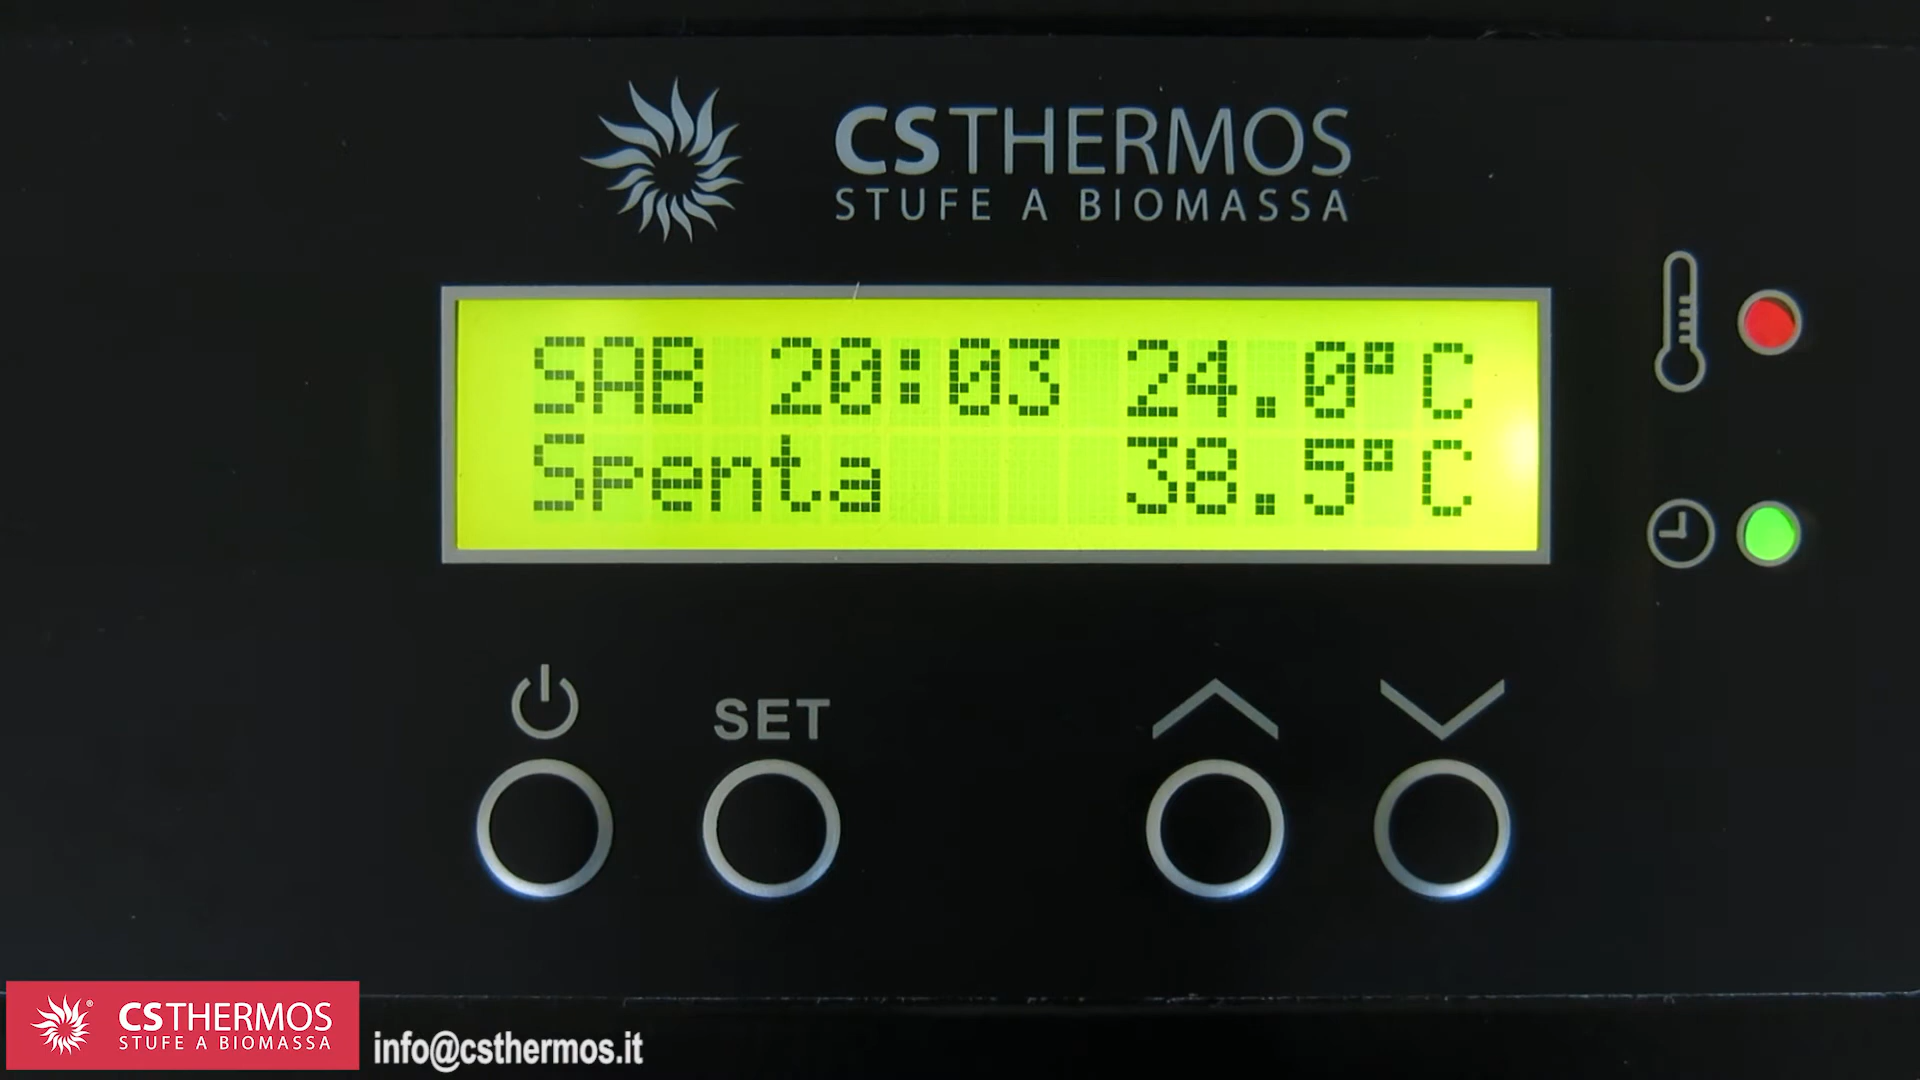 CSTHERMOS
STUFE A BIOMASSA
SAB 20:03 24.0°C
Spenta 38.5°C
SET
CSTHERMOS
STUFE A BIOMASSA
info@csthermos.it